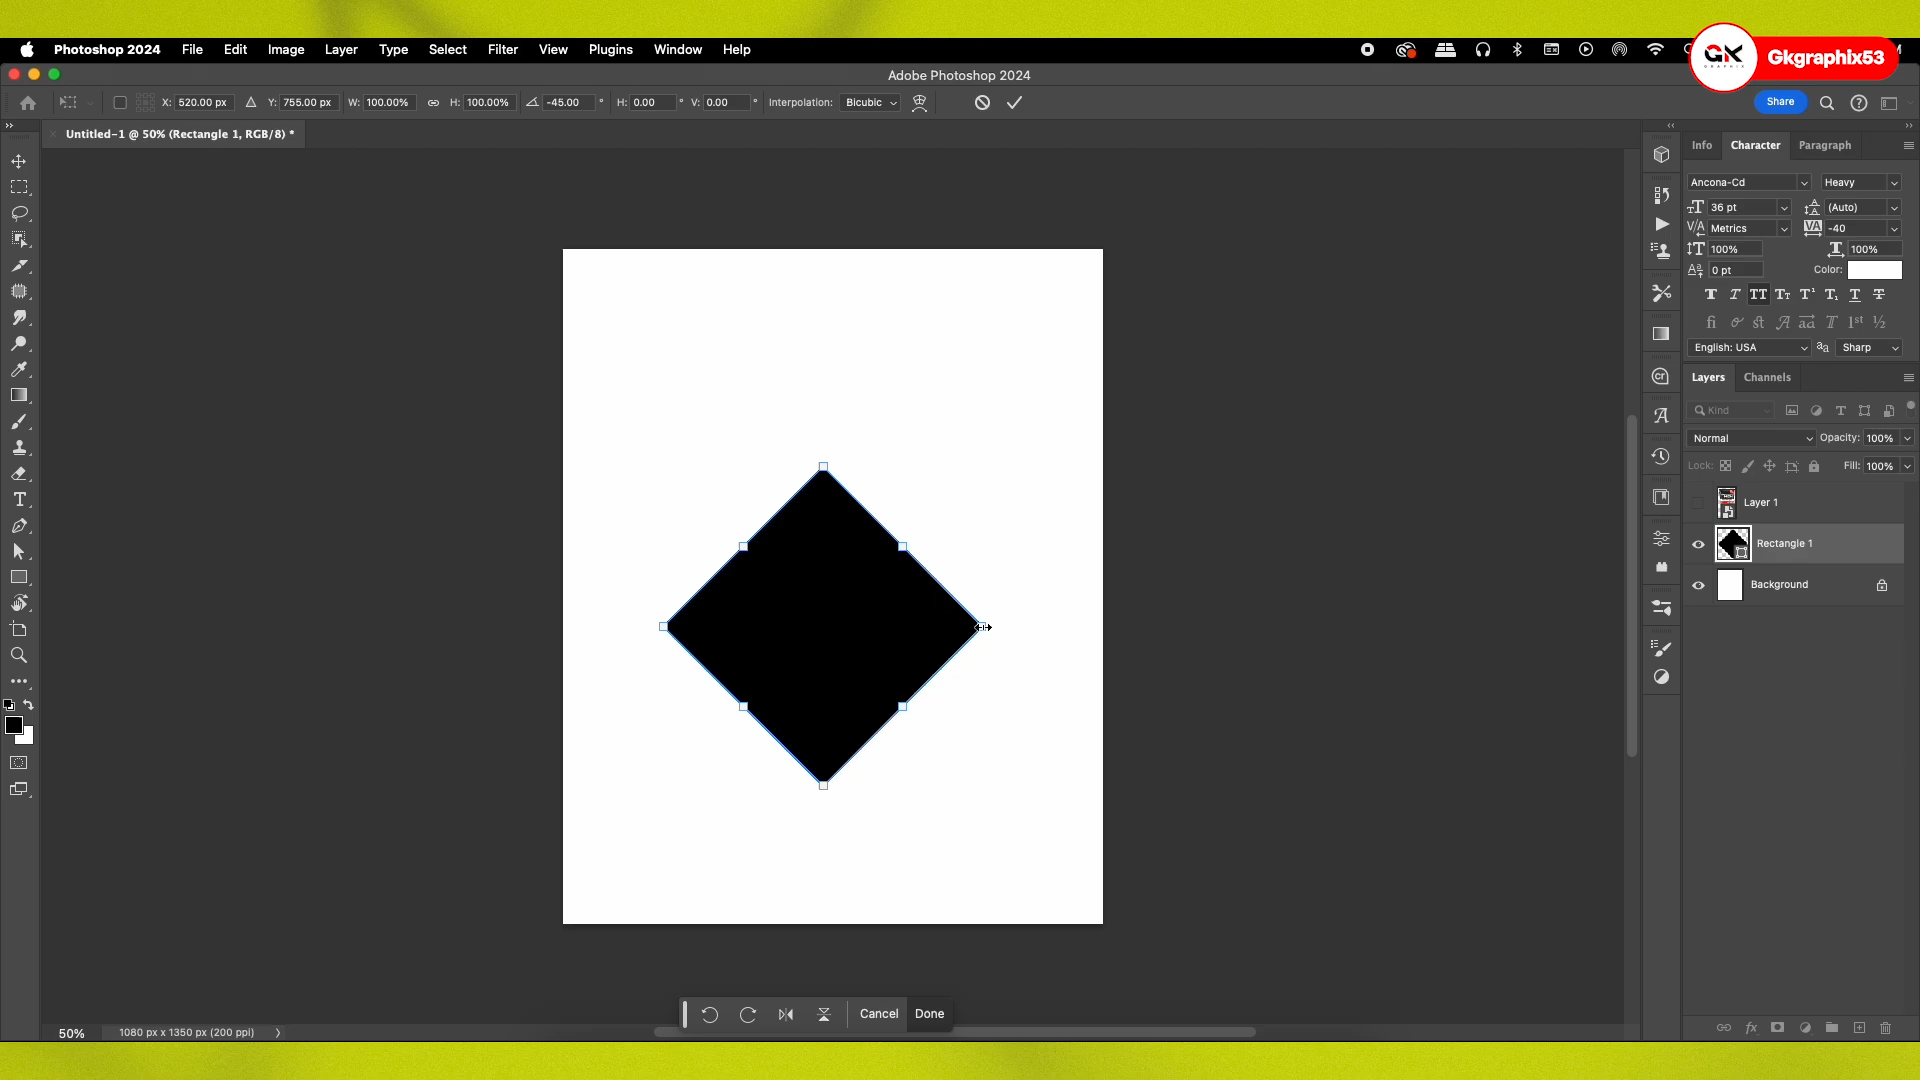 Photoshop 2024 File Edit Image Layer Type Select Filter View Plugins Window Help
GK
GRAPHIX
Gkgraphix53
Adobe Photoshop 2024
X: 520.00 px Y: 755.00 px W: 100.00% H: 100.00% -45.00 ° H: 0.00 ° V: 0.00 ° Interpolation: Bicubic
Share
Untitled-1 @ 50% (Rectangle 1, RGB/8) *
Info Character Paragraph
Ancona-Cd Heavy
36 pt (Auto)
Metrics -40
100% 100%
0 pt Color:
English: USA Sharp
Layers Channels
Kind
Normal Opacity: 100%
Lock: Fill: 100%
Layer 1
Rectangle 1
Background
Cancel Done
50% 1080 px x 1350 px (200 ppi)